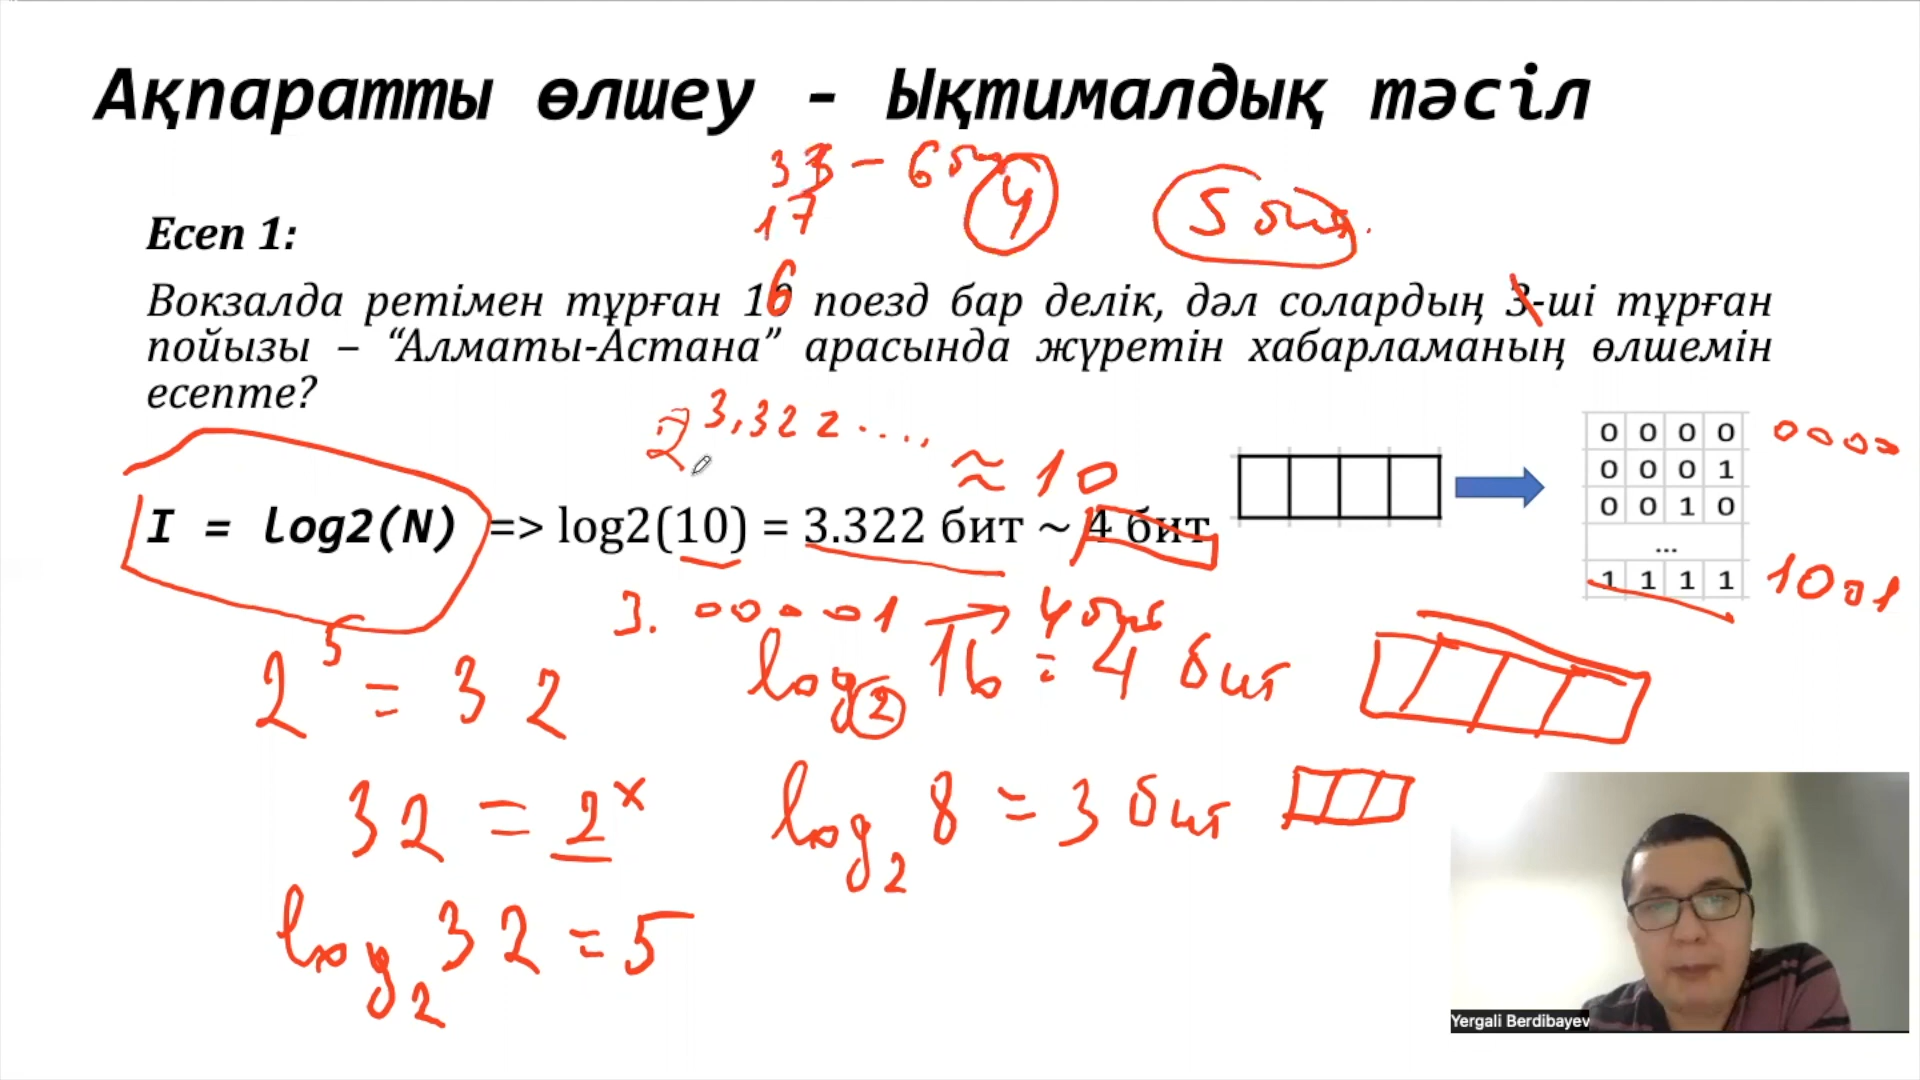 Ақпаратты өлшеу - Ықтималдық тәсіл
33 - 6 бит
4
5 бит.
17
Есеп 1:
6
Вокзалда ретімен тұрған 10 поезд бар делік, дәл солардың 3-ші тұрған
пойызы – “Алматы-Астана” арасында жүретін хабарламаның өлшемін
есепте?
2^3,322....,
≈ 10
0 0 0 0
0 0 0 1
0 0 1 0
...
1 1 1 1
0000
1001
I = log2(N) => log2(10) = 3.322 бит ~ 4 бит
3. 00001 → 4 бит
2^5 = 32
log2 16 = 4 бит
32 = 2^x
log2 8 = 3 бит
log2 32 = 5
Yergali Berdibayev